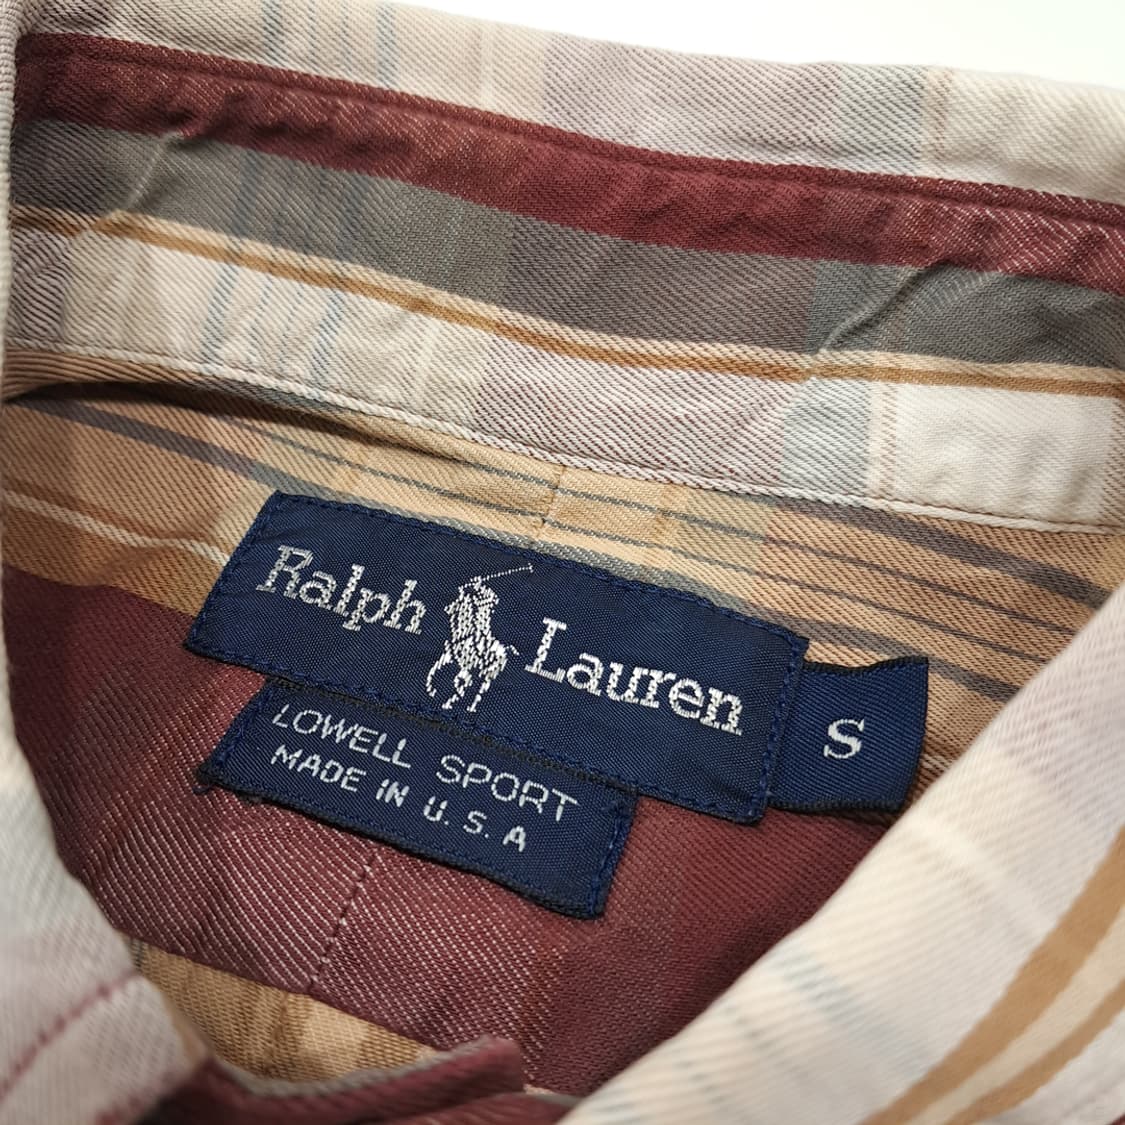 Ralph Lauren
S
LOWELL SPORT
MADE IN U.S.A